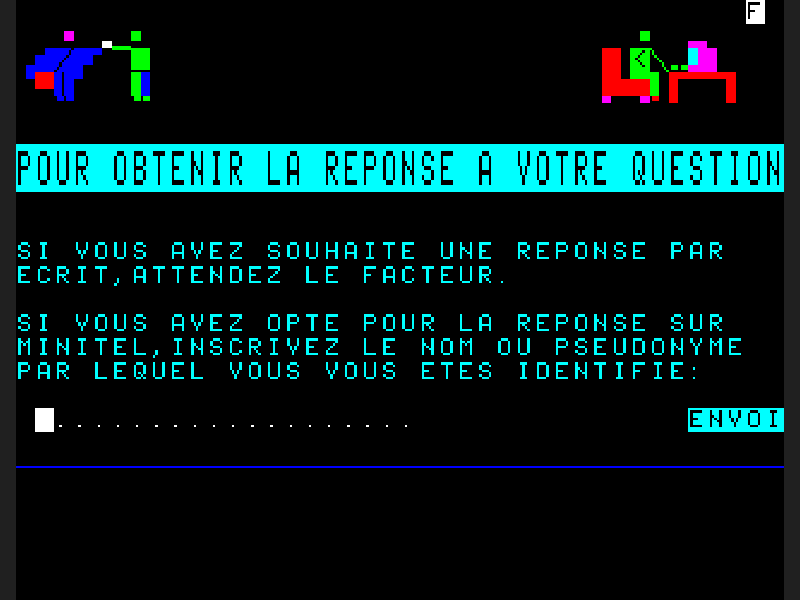 F
POUR OBTENIR LA REPONSE A VOTRE QUESTION
SI VOUS AVEZ SOUHAITE UNE REPONSE PAR
ECRIT,ATTENDEZ LE FACTEUR.
SI VOUS AVEZ OPTE POUR LA REPONSE SUR
MINITEL,INSCRIVEZ LE NOM OU PSEUDONYME
PAR LEQUEL VOUS VOUS ETES IDENTIFIE:
................... ENVOI